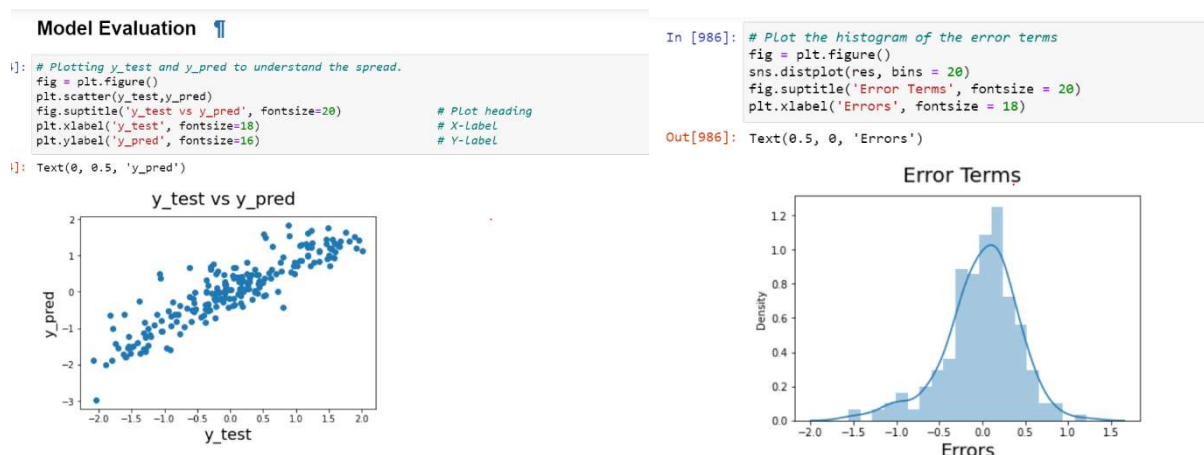 Model Evaluation ¶
4]: # Plotting y_test and y_pred to understand the spread.
fig = plt.figure()
plt.scatter(y_test,y_pred)
fig.suptitle('y_test vs y_pred', fontsize=20) # Plot heading
plt.xlabel('y_test', fontsize=18) # X-label
plt.ylabel('y_pred', fontsize=16) # Y-label
4]: Text(0, 0.5, 'y_pred')
y_test vs y_pred
2
1
0
−1
−2
−3
y_pred
−2.0 −1.5 −1.0 −0.5 0.0 0.5 1.0 1.5 2.0
y_test
In [986]: # Plot the histogram of the error terms
fig = plt.figure()
sns.distplot(res, bins = 20)
fig.suptitle('Error Terms', fontsize = 20)
plt.xlabel('Errors', fontsize = 18)
Out[986]: Text(0.5, 0, 'Errors')
Error Terms
1.2
1.0
0.8
0.6
0.4
0.2
0.0
Density
−2.0 −1.5 −1.0 −0.5 0.0 0.5 1.0 1.5
Errors